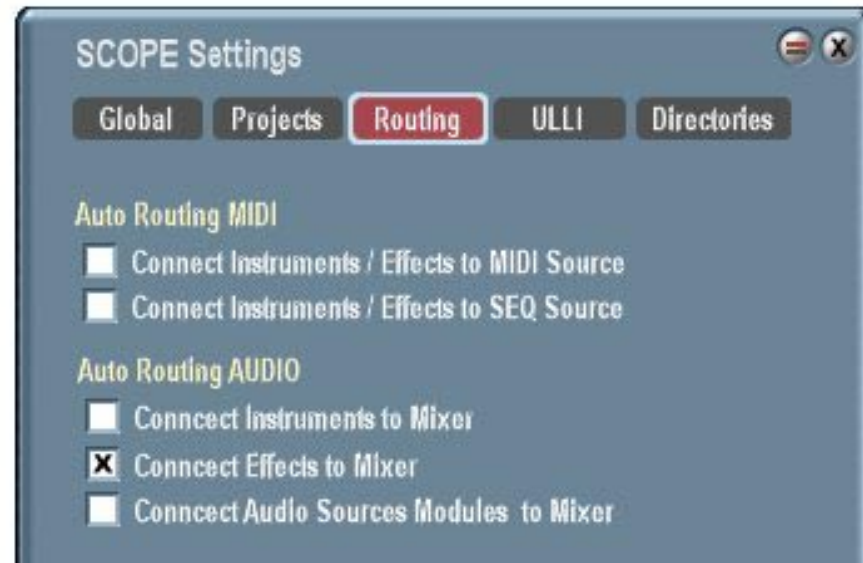 SCOPE Settings
Global Projects Routing ULLI Directories
Auto Routing MIDI
Connect Instruments / Effects to MIDI Source
Connect Instruments / Effects to SEQ Source
Auto Routing AUDIO
Conncect Instruments to Mixer
Conncect Effects to Mixer
Conncect Audio Sources Modules to Mixer